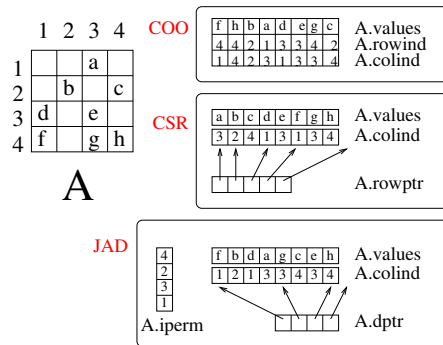 1 2 3 4
1 a
2 b c
3 d e
4 f g h
A
COO
f h b a d e g c A.values
4 4 2 1 3 3 4 2 A.rowind
1 4 2 3 1 3 3 4 A.colind
CSR
a b c d e f g h A.values
3 2 4 1 3 1 3 4 A.colind
A.rowptr
JAD
4
2
3
1
A.iperm
f b d a g c e h A.values
1 2 1 3 3 4 3 4 A.colind
A.dptr